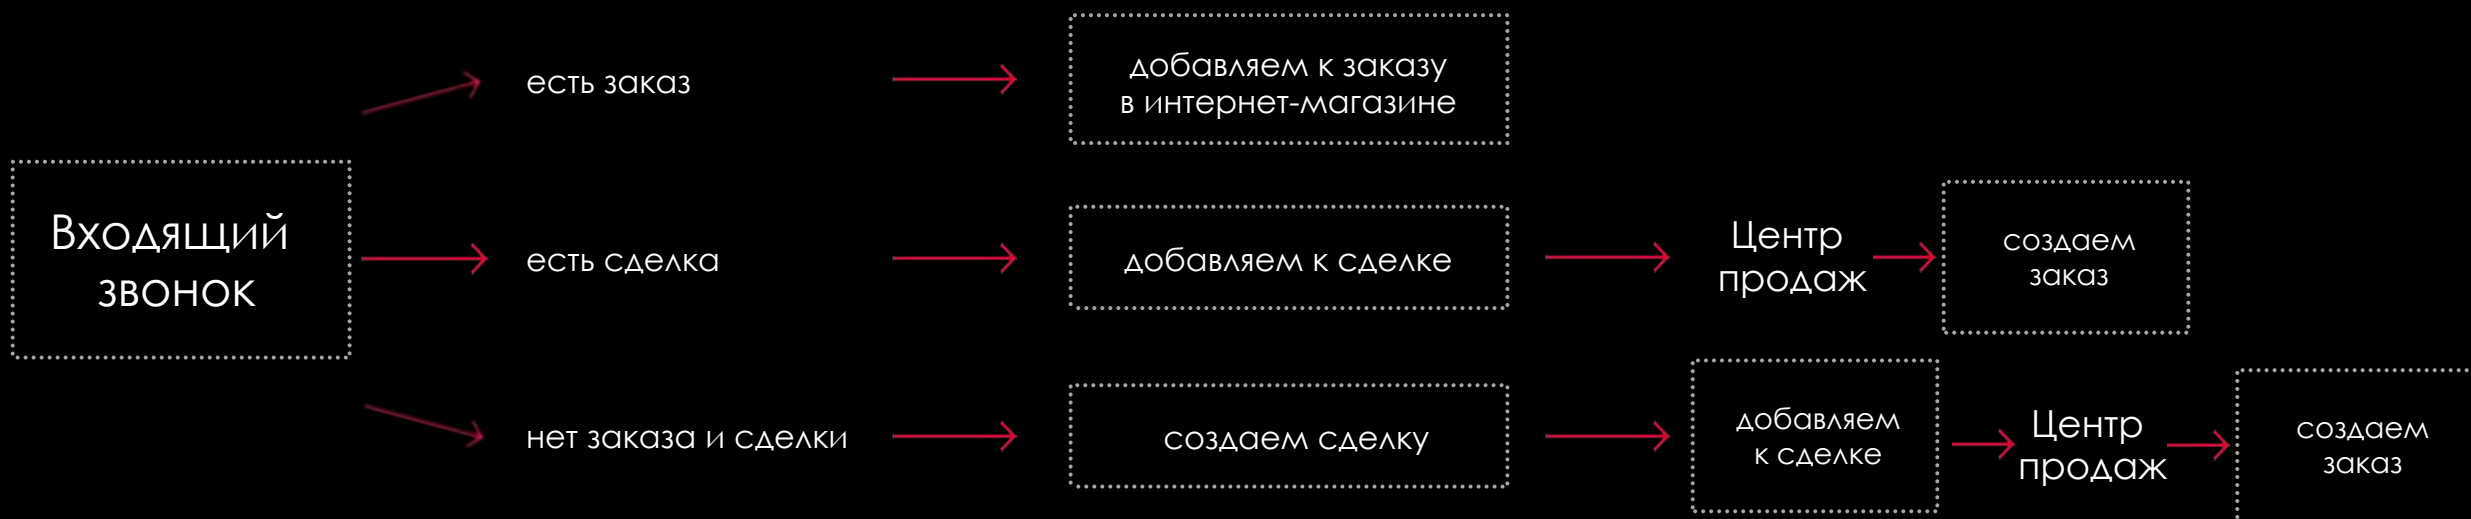 есть заказ
добавляем к заказу
в интернет-магазине
Входящий
звонок
есть сделка
добавляем к сделке
Центр
продаж
создаем
заказ
нет заказа и сделки
создаем сделку
добавляем
к сделке
Центр
продаж
создаем
заказ